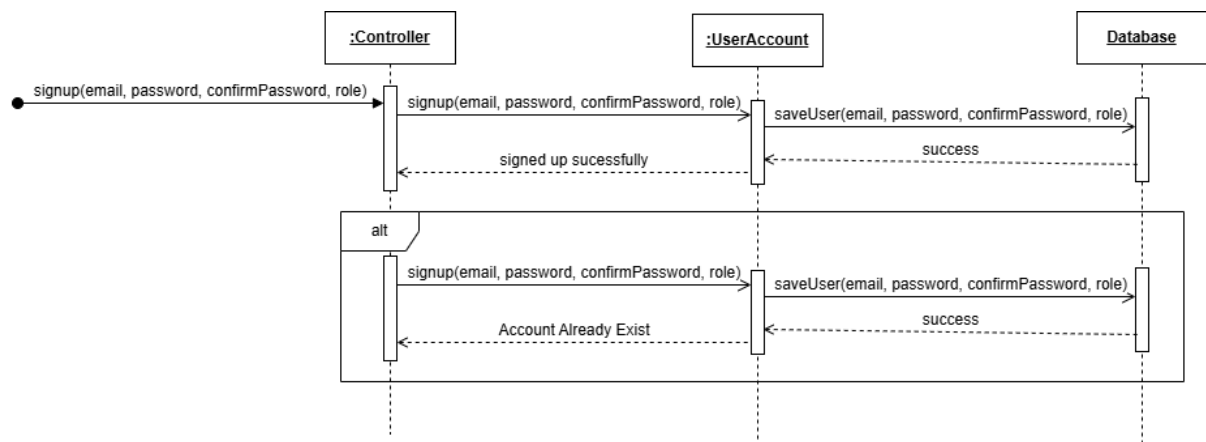 :Controller
:UserAccount
Database
signup(email, password, confirmPassword, role)
signup(email, password, confirmPassword, role)
saveUser(email, password, confirmPassword, role)
success
signed up sucessfully
alt
signup(email, password, confirmPassword, role)
saveUser(email, password, confirmPassword, role)
success
Account Already Exist